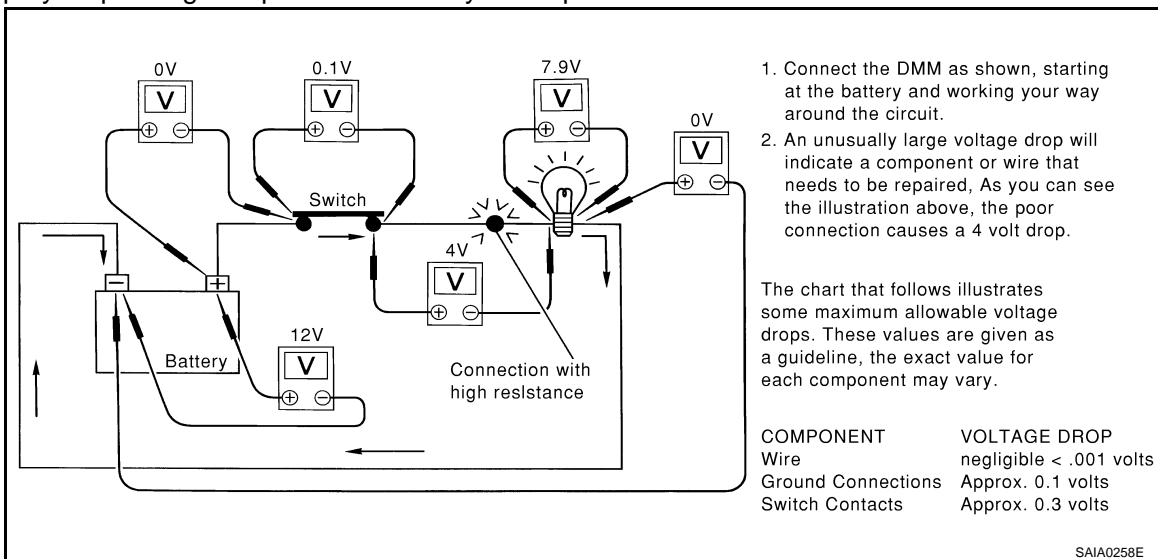 0V
0.1V
7.9V
0V
V
V
V
V
+ −
+ −
+ −
+ −
Switch
4V
V
+ −
− +
Battery
12V
V
+ −
Connection with
high resIstance
1. Connect the DMM as shown, starting
at the battery and working your way
around the circuit.
2. An unusually large voltage drop will
indicate a component or wire that
needs to be repaired, As you can see
the illustration above, the poor
connection causes a 4 volt drop.
The chart that follows illustrates
some maximum allowable voltage
drops. These values are given as
a guideline, the exact value for
each component may vary.
COMPONENT VOLTAGE DROP
Wire negligible < .001 volts
Ground Connections Approx. 0.1 volts
Switch Contacts Approx. 0.3 volts
SAIA0258E